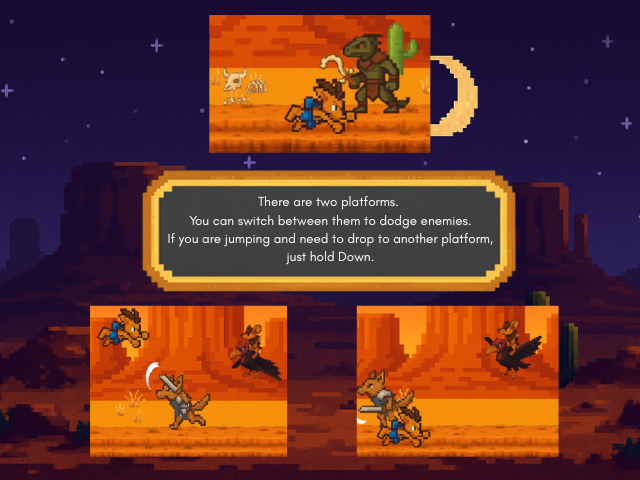 There are two platforms.
You can switch between them to dodge enemies.
If you are jumping and need to drop to another platform,
just hold Down.